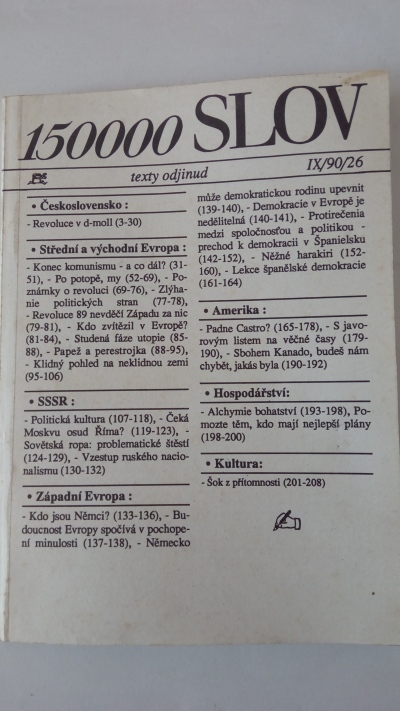 150000 SLOV
texty odjinud
IX/90/26
• Československo :
- Revoluce v d-moll (3-30)
• Střední a východní Evropa :
- Konec komunismu - a co dál? (31-
51), - Po potopě, my (52-69), - Po-
známky o revoluci (69-76), - Zlýha-
nie politických stran (77-78),
- Revoluce 89 nevděčí Západu za nic
(79-81), - Kdo zvítězil v Evropě?
(81-84), - Studená fáze utopie (85-
88), - Papež a perestrojka (88-95),
- Klidný pohled na neklidnou zemi
(95-106)
• SSSR :
- Politická kultura (107-118), - Čeká
Moskvu osud Říma? (119-123), -
Sovětská ropa: problematické štěstí
(124-129), - Vzestup ruského nacio-
nalismu (130-132)
• Západní Evropa :
- Kdo jsou Němci? (133-136), - Bu-
doucnost Evropy spočívá v pochope-
ní minulosti (137-138), - Německo
může demokratickou rodinu upevnit
(139-140), - Demokracie v Evropě je
nedělitelná (140-141), - Protirečenia
medzi spoločnosťou a politikou -
prechod k demokracii v Španielsku
(142-152), - Něžné harakiri (152-
160), - Lekce španělské demokracie
(161-164)
• Amerika :
- Padne Castro? (165-178), - S javo-
rovým listem na věčné časy (179-
190), - Sbohem Kanado, budeš nám
chybět, jakás byla (190-192)
• Hospodářství:
- Alchymie bohatství (193-198), Po-
mozte těm, kdo mají nejlepší plány
(198-200)
• Kultura:
- Šok z přítomnosti (201-208)